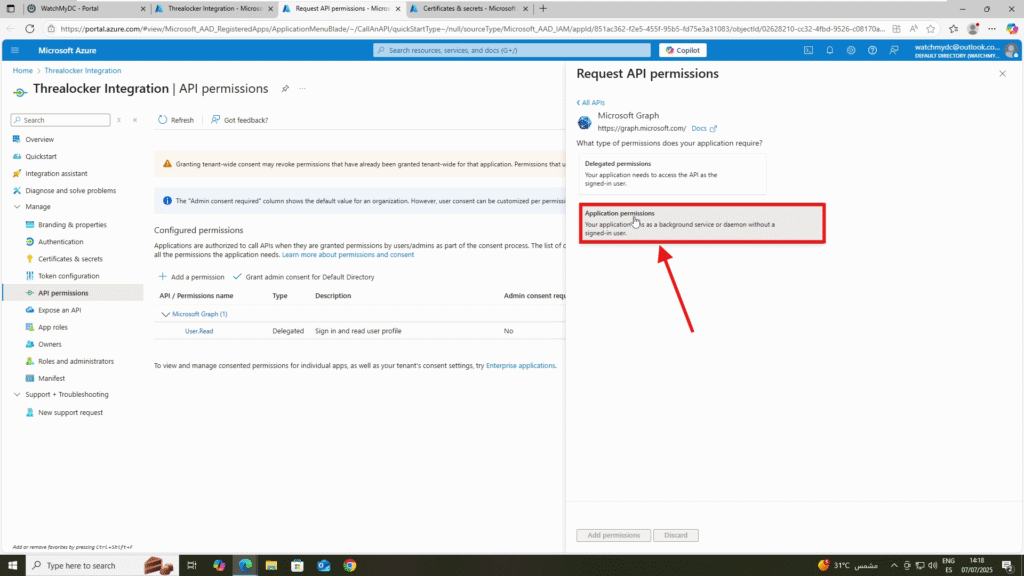 WatchMyDC - Portal
Threalocker Integration - Micros
Request API permissions - Micro
Certificates & secrets - Microsof
https://portal.azure.com/#view/Microsoft_AAD_RegisteredApps/ApplicationMenuBlade/~/CallAnAPI/quickStartType~/null/sourceType/Microsoft_AAD_IAM/appId/851ac362-f2e5-455f-95b5-fd75e3a31083/objectId/02628210-cc32-4fbd-9526-c08170a...
Microsoft Azure
Search resources, services, and docs (G+/)
Copilot
watchmydc@outlook.co...
DEFAULT DIRECTORY (WATCHMY...
Home > Threalocker Integration
Threalocker Integration | API permissions
Search
Refresh
Got feedback?
Overview
Quickstart
Integration assistant
Diagnose and solve problems
Manage
Branding & properties
Authentication
Certificates & secrets
Token configuration
API permissions
Expose an API
App roles
Owners
Roles and administrators
Manifest
Support + Troubleshooting
New support request
Granting tenant-wide consent may revoke permissions that have already been granted tenant-wide for that application. Permissions that u
The "Admin consent required" column shows the default value for an organization. However, user consent can be customized per permissi
Configured permissions
Applications are authorized to call APIs when they are granted permissions by users/admins as part of the consent process. The list of c
all the permissions the application needs. Learn more about permissions and consent
Add a permission
Grant admin consent for Default Directory
API / Permissions name
Type
Description
Admin consent requ
Microsoft Graph (1)
User.Read
Delegated
Sign in and read user profile
No
To view and manage consented permissions for individual apps, as well as your tenant's consent settings, try Enterprise applications.
Request API permissions
All APIs
Microsoft Graph
https://graph.microsoft.com/ Docs
What type of permissions does your application require?
Delegated permissions
Your application needs to access the API as the
signed-in user.
Application permissions
Your application s as a background service or daemon without a
signed-in user.
Add permissions
Discard
Add or remove favorites by pressing Ctrl+Shift+F
Type here to search
31°C مشمس
ENG
ES
14:18
07/07/2025